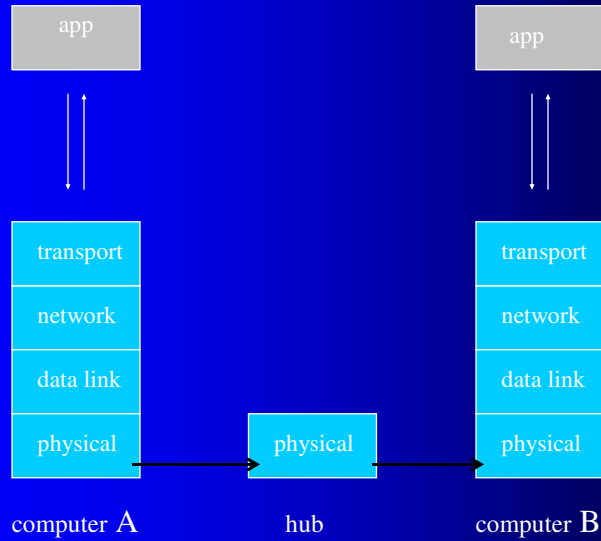 app
app
transport
transport
network
network
data link
data link
physical
physical
physical
computer A
hub
computer B